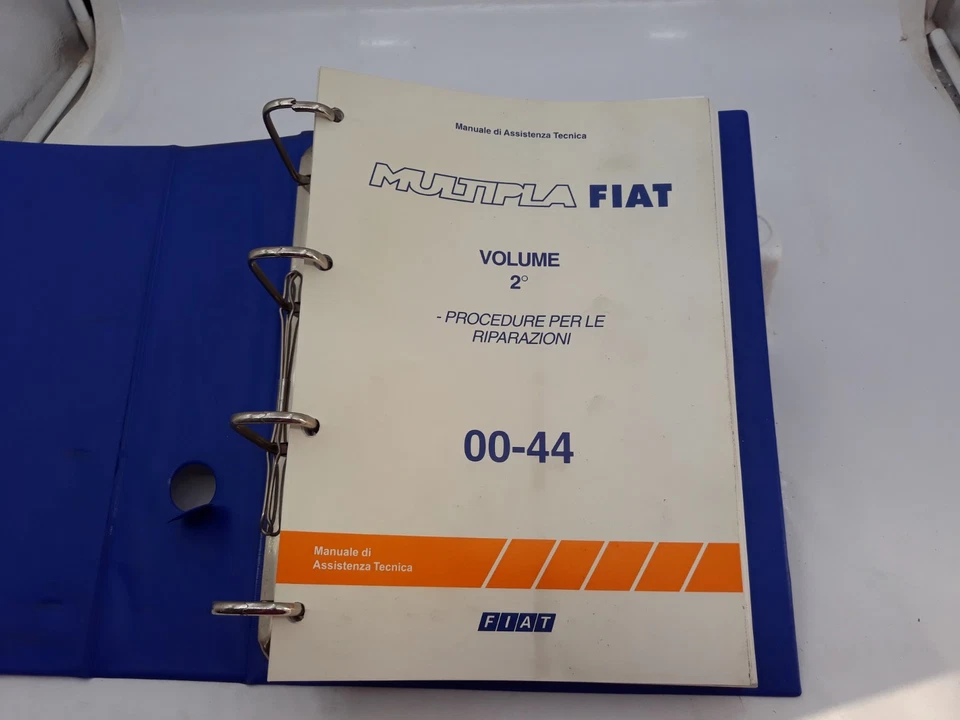 Manuale di Assistenza Tecnica
MULTIPLA FIAT
VOLUME
2°
- PROCEDURE PER LE
RIPARAZIONI
00-44
Manuale di
Assistenza Tecnica
FIAT